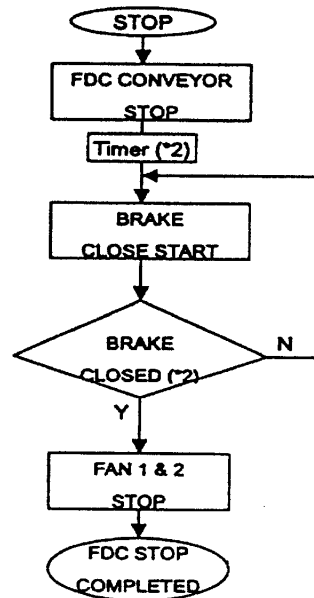 STOP
FDC CONVEYOR
STOP
Timer (*2)
BRAKE
CLOSE START
BRAKE
CLOSED (*2)
N
Y
FAN 1 & 2
STOP
FDC STOP
COMPLETED